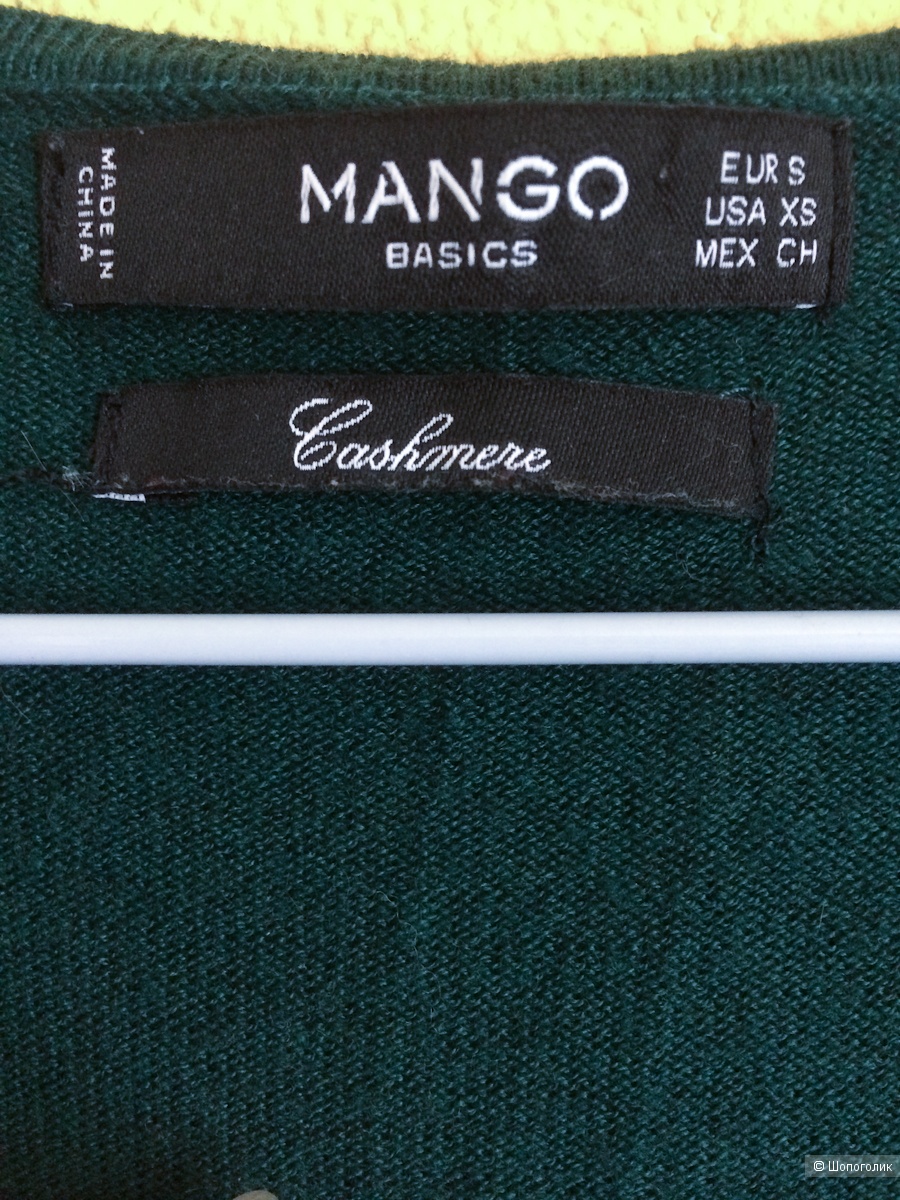 MADE IN
CHINA
MANGO
BASICS
EUR S
USA XS
MEX CH
Cashmere
© Шопоголик